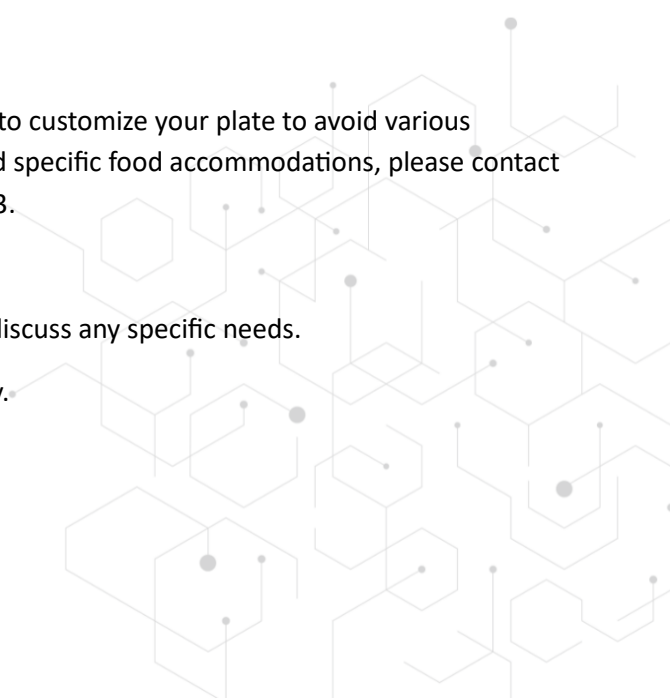 to customize your plate to avoid various
specific food accommodations, please contact
3.
discuss any specific needs.